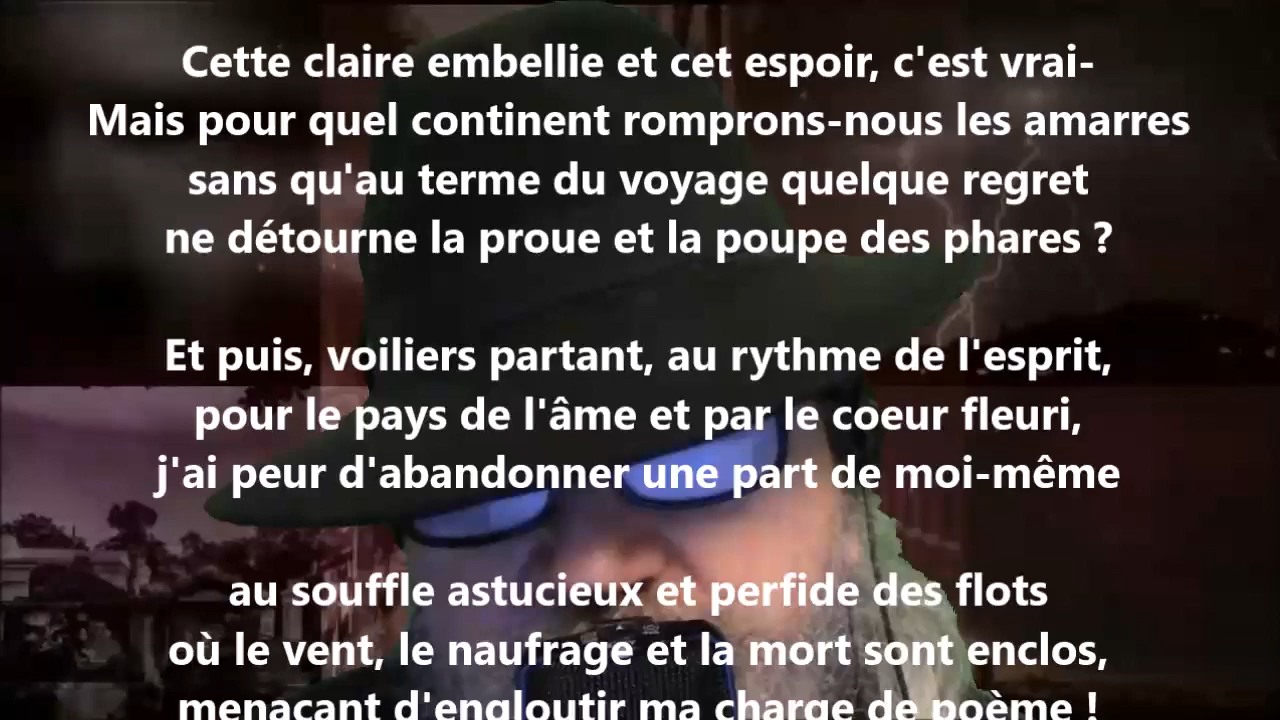 Cette claire embellie et cet espoir, c'est vrai-
Mais pour quel continent romprons-nous les amarres
sans qu'au terme du voyage quelque regret
ne détourne la proue et la poupe des phares ?
Et puis, voiliers partant, au rythme de l'esprit,
pour le pays de l'âme et par le coeur fleuri,
j'ai peur d'abandonner une part de moi-même
au souffle astucieux et perfide des flots
où le vent, le naufrage et la mort sont enclos,
menaçant d'engloutir ma charge de poème !